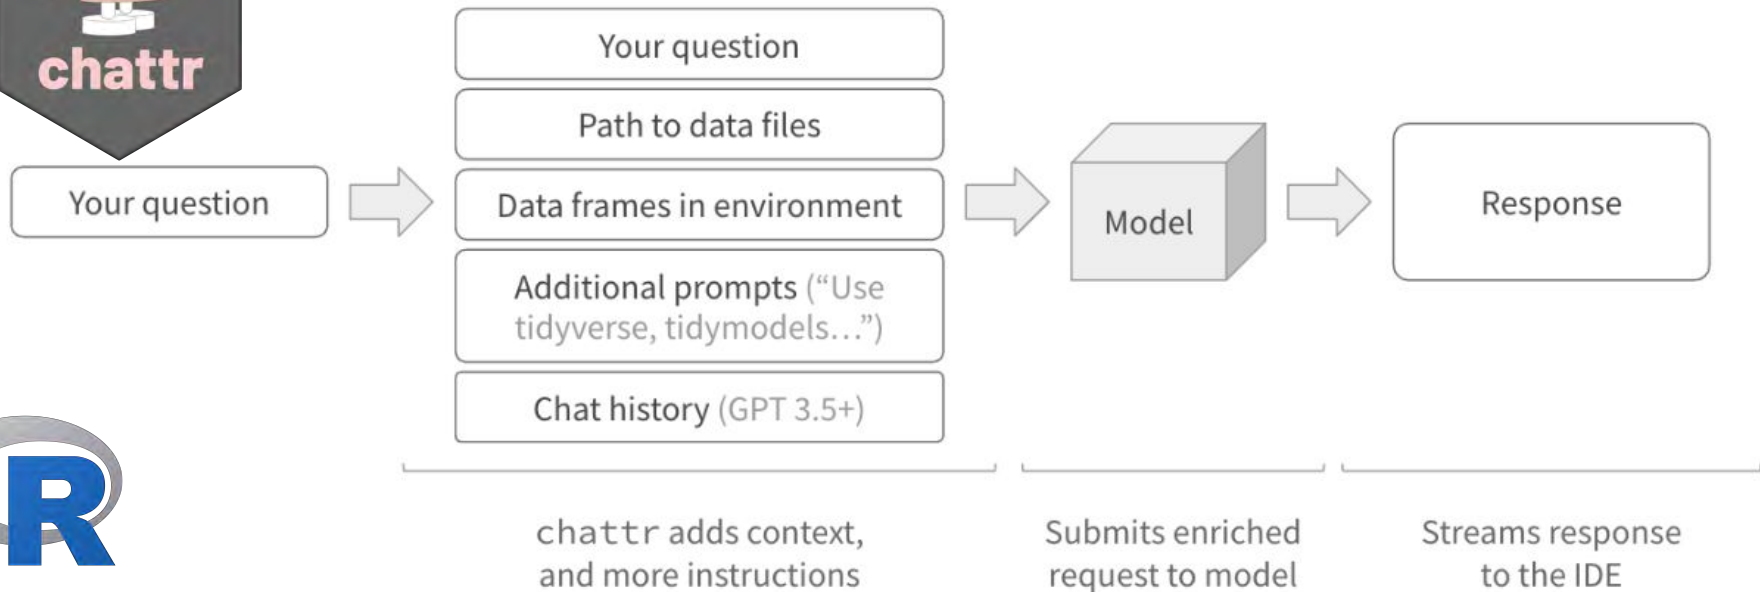 chattr
Your question
Your question
Path to data files
Data frames in environment
Additional prompts (“Use
tidyverse, tidymodels…”)
Chat history (GPT 3.5+)
Model
Response
R
chattr adds context,
and more instructions
Submits enriched
request to model
Streams response
to the IDE